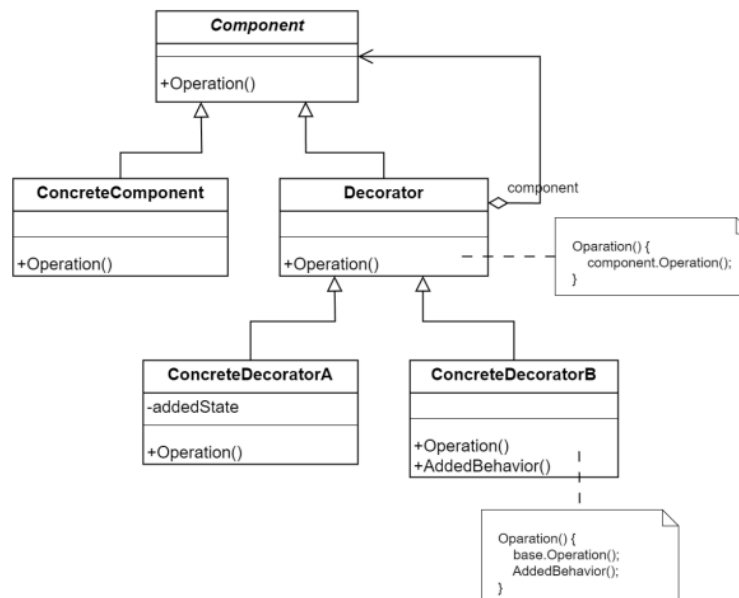 Component
+Operation()
ConcreteComponent
+Operation()
Decorator
+Operation()
component
Oparation() {
component.Operation();
}
ConcreteDecoratorA
-addedState
+Operation()
ConcreteDecoratorB
+Operation()
+AddedBehavior()
Oparation() {
base.Operation();
AddedBehavior();
}